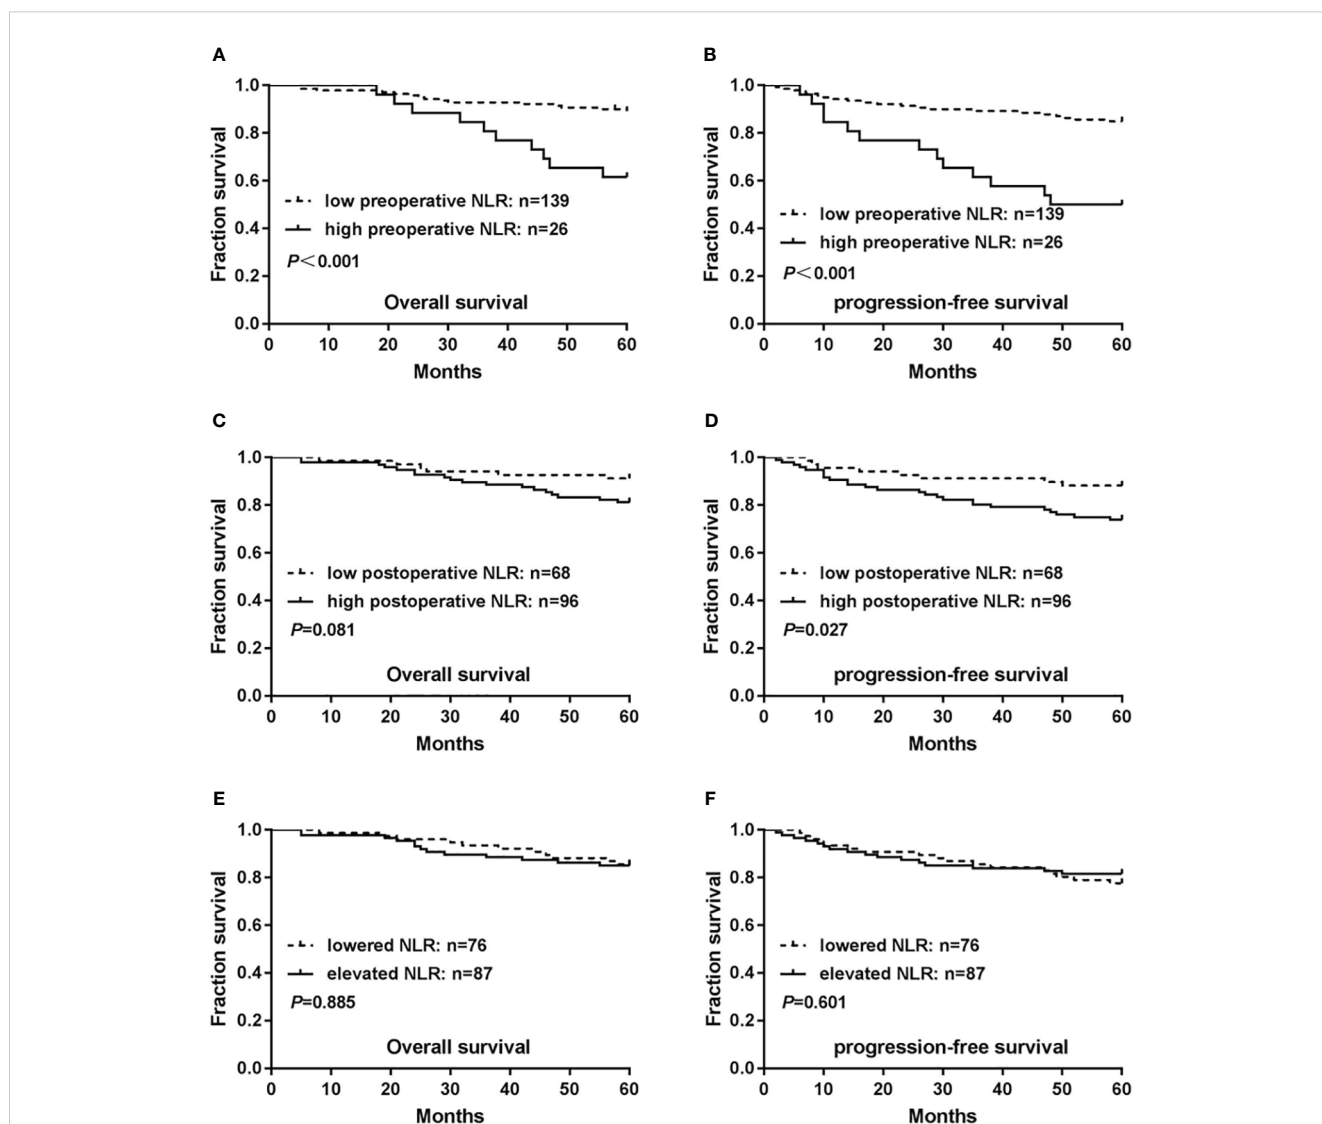 A
1.0
0.8
0.6
0.4
0.2
0.0
Fraction survival
low preoperative NLR: n=139
high preoperative NLR: n=26
P<0.001
Overall survival
0 10 20 30 40 50 60
Months
B
1.0
0.8
0.6
0.4
0.2
0.0
Fraction survival
low preoperative NLR: n=139
high preoperative NLR: n=26
P<0.001
progression-free survival
0 10 20 30 40 50 60
Months
C
1.0
0.8
0.6
0.4
0.2
0.0
Fraction survival
low postoperative NLR: n=68
high postoperative NLR: n=96
P=0.081
Overall survival
0 10 20 30 40 50 60
Months
D
1.0
0.8
0.6
0.4
0.2
0.0
Fraction survival
low postoperative NLR: n=68
high postoperative NLR: n=96
P=0.027
progression-free survival
0 10 20 30 40 50 60
Months
E
1.0
0.8
0.6
0.4
0.2
0.0
Fraction survival
lowered NLR: n=76
elevated NLR: n=87
P=0.885
Overall survival
0 10 20 30 40 50 60
Months
F
1.0
0.8
0.6
0.4
0.2
0.0
Fraction survival
lowered NLR: n=76
elevated NLR: n=87
P=0.601
progression-free survival
0 10 20 30 40 50 60
Months